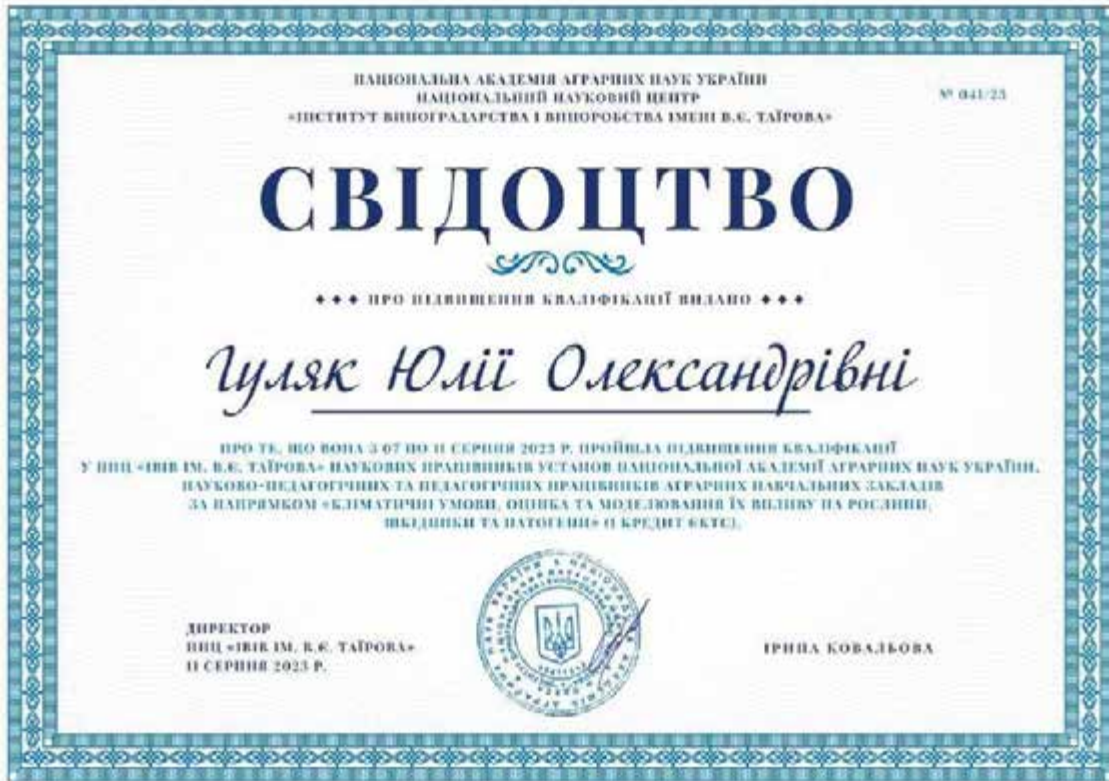 НАЦІОНАЛЬНА АКАДЕМІЯ АГРАРНИХ НАУК УКРАЇНИ
НАЦІОНАЛЬНИЙ НАУКОВИЙ ЦЕНТР
«ІНСТИТУТ ВИНОГРАДАРСТВА І ВИНОРОБСТВА ІМЕНІ В.Є. ТАЇРОВА»
№ 041/23
СВІДОЦТВО
ПРО ПІДВИЩЕННЯ КВАЛІФІКАЦІЇ ВИДАНО
Гуляк Юлії Олександрівні
ПРО ТЕ, ЩО ВОНА З 07 ПО 11 СЕРПНЯ 2023 Р. ПРОЙШЛА ПІДВИЩЕННЯ КВАЛІФІКАЦІЇ
У ННЦ «ІВІВ ІМ. В.Є. ТАЇРОВА» НАУКОВИХ ПРАЦІВНИКІВ УСТАНОВ НАЦІОНАЛЬНОЇ АКАДЕМІЇ АГРАРНИХ НАУК УКРАЇНИ,
НАУКОВО-ПЕДАГОГІЧНИХ ТА ПЕДАГОГІЧНИХ ПРАЦІВНИКІВ АГРАРНИХ НАВЧАЛЬНИХ ЗАКЛАДІВ
ЗА НАПРЯМКОМ «КЛІМАТИЧНІ УМОВИ, ОЦІНКА ТА МОДЕЛЮВАННЯ ЇХ ВПЛИВУ НА РОСЛИНИ,
ШКІДНИКИ ТА ПАТОГЕНИ» (1 КРЕДИТ ЄКТС).
ДИРЕКТОР
ННЦ «ІВІВ ІМ. В.Є. ТАЇРОВА»
11 СЕРПНЯ 2023 Р.
ІРИНА КОВАЛЬОВА